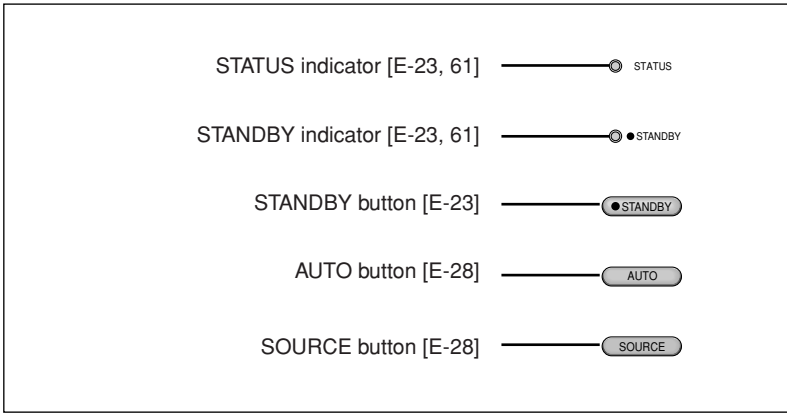 STATUS indicator [E-23, 61] STATUS
STANDBY indicator [E-23, 61] ●STANDBY
STANDBY button [E-23] ●STANDBY
AUTO button [E-28] AUTO
SOURCE button [E-28] SOURCE